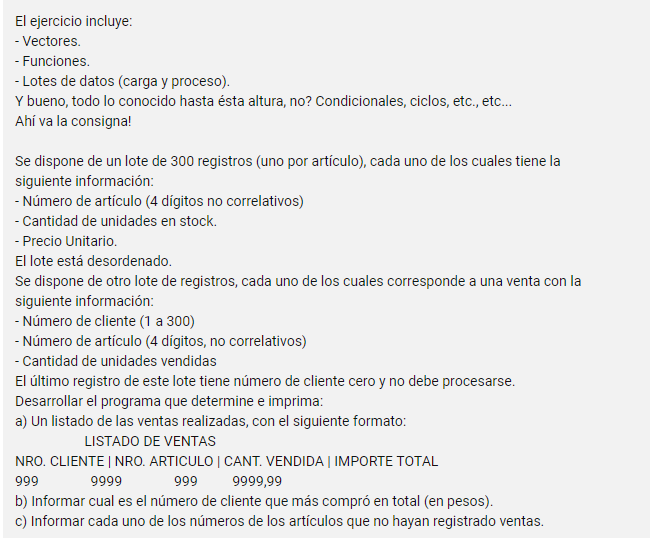 El ejercicio incluye:
- Vectores.
- Funciones.
- Lotes de datos (carga y proceso).
Y bueno, todo lo conocido hasta ésta altura, no? Condicionales, ciclos, etc., etc...
Ahí va la consigna!
Se dispone de un lote de 300 registros (uno por artículo), cada uno de los cuales tiene la
siguiente información:
- Número de artículo (4 dígitos no correlativos)
- Cantidad de unidades en stock.
- Precio Unitario.
El lote está desordenado.
Se dispone de otro lote de registros, cada uno de los cuales corresponde a una venta con la
siguiente información:
- Número de cliente (1 a 300)
- Número de artículo (4 dígitos, no correlativos)
- Cantidad de unidades vendidas
El último registro de este lote tiene número de cliente cero y no debe procesarse.
Desarrollar el programa que determine e imprima:
a) Un listado de las ventas realizadas, con el siguiente formato:
LISTADO DE VENTAS
NRO. CLIENTE | NRO. ARTICULO | CANT. VENDIDA | IMPORTE TOTAL
999 9999 999 9999,99
b) Informar cual es el número de cliente que más compró en total (en pesos).
c) Informar cada uno de los números de los artículos que no hayan registrado ventas.